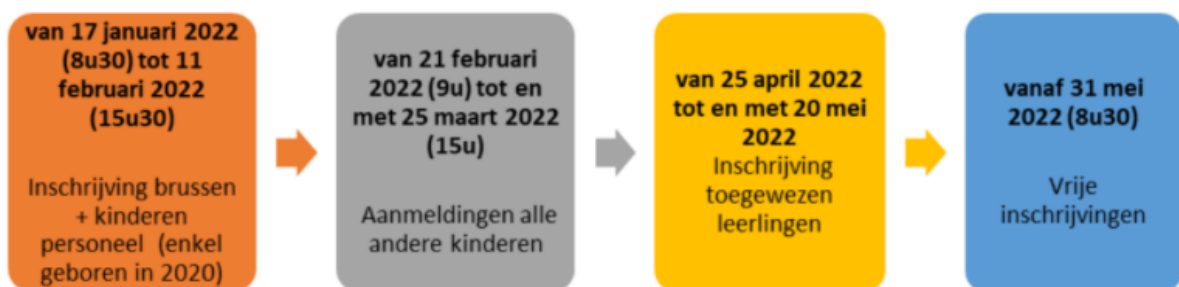 van 17 januari 2022
(8u30) tot 11
februari 2022
(15u30)
Inschrijving brussen
+ kinderen
personeel (enkel
geboren in 2020)
van 21 februari
2022 (9u) tot en
met 25 maart 2022
(15u)
Aanmeldingen alle
andere kinderen
van 25 april 2022
tot en met 20 mei
2022
Inschrijving
toegewezen
leerlingen
vanaf 31 mei
2022 (8u30)
Vrije
inschrijvingen